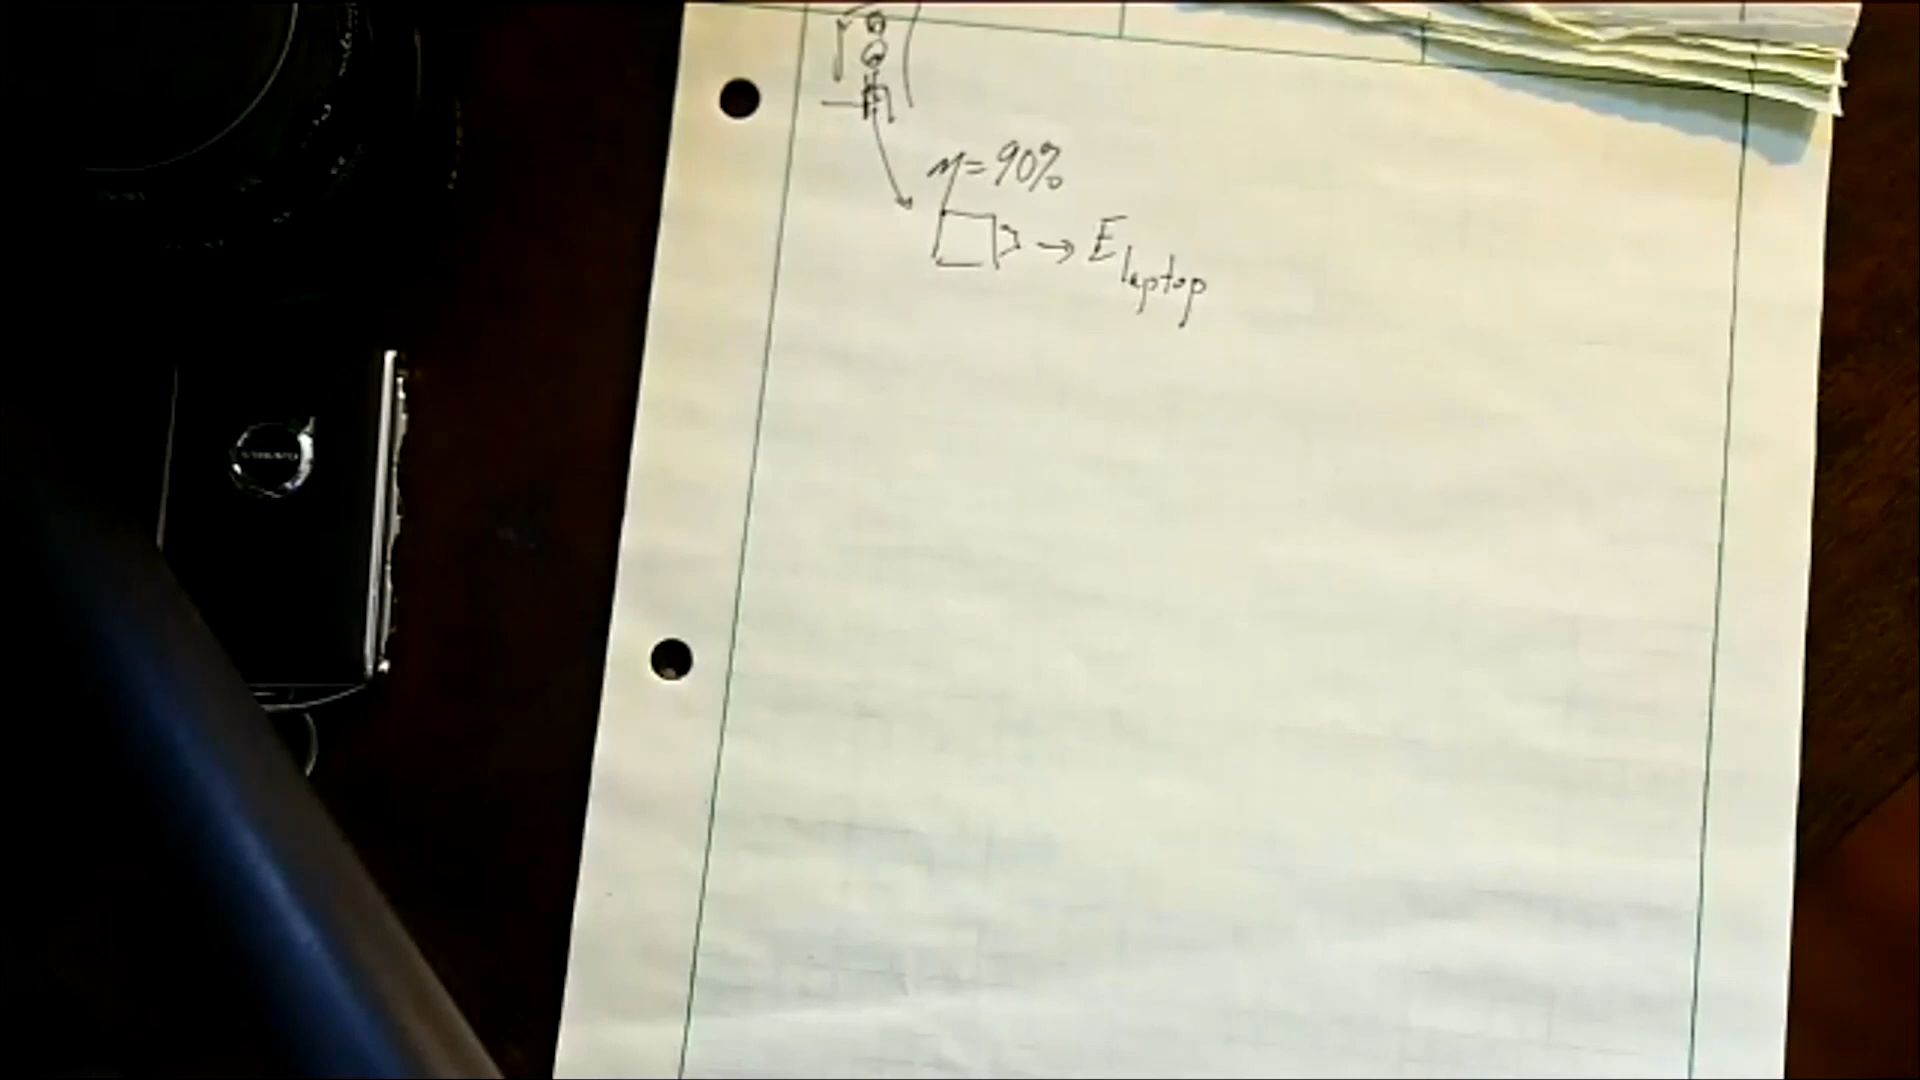 η=90%
→ E laptop